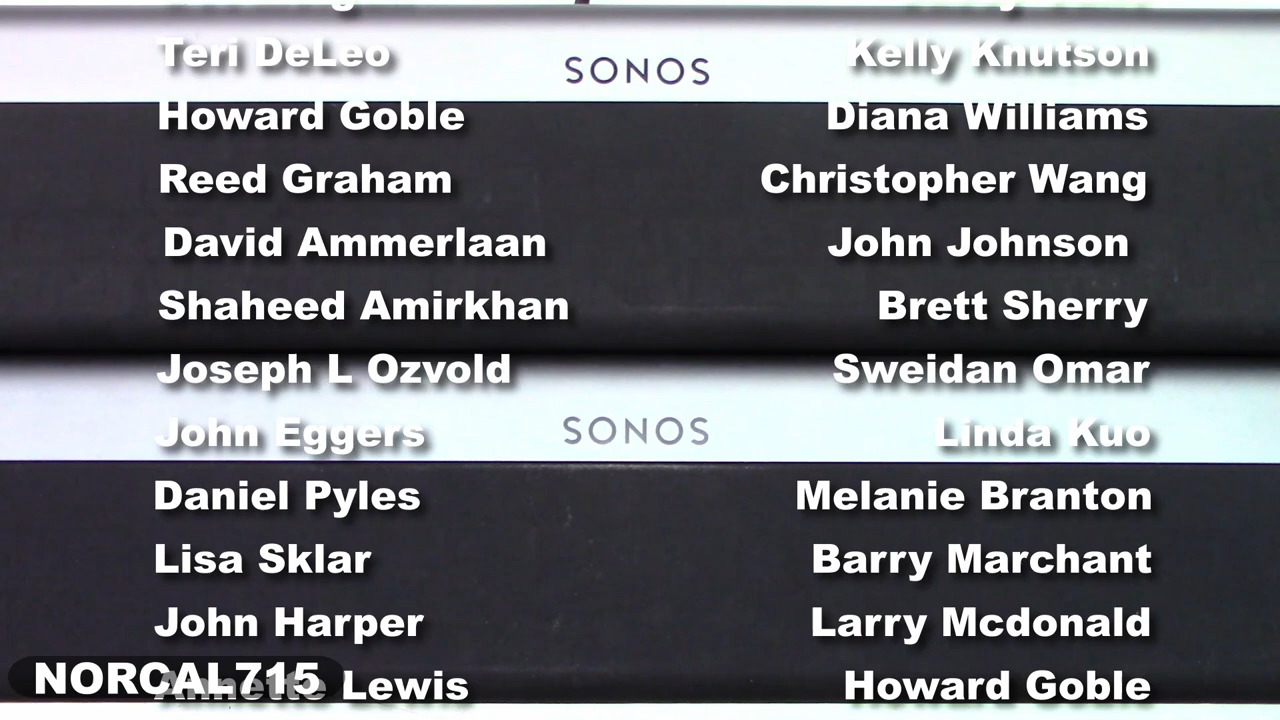 Teri DeLeo
SONOS
Kelly Knutson
Howard Goble
Diana Williams
Reed Graham
Christopher Wang
David Ammerlaan
John Johnson
Shaheed Amirkhan
Brett Sherry
Joseph L Ozvold
Sweidan Omar
John Eggers
SONOS
Linda Kuo
Daniel Pyles
Melanie Branton
Lisa Sklar
Barry Marchant
John Harper
Larry Mcdonald
NORCAL715
Annette Lewis
Howard Goble